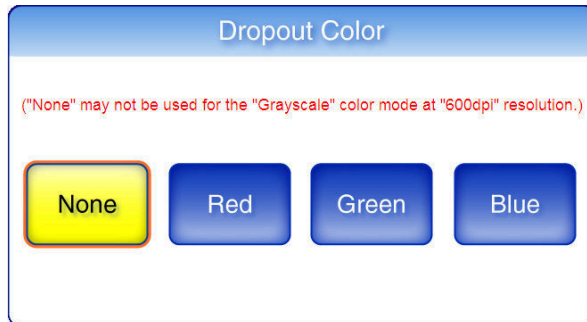 Dropout Color
("None" may not be used for the "Grayscale" color mode at "600dpi" resolution.)
None Red Green Blue